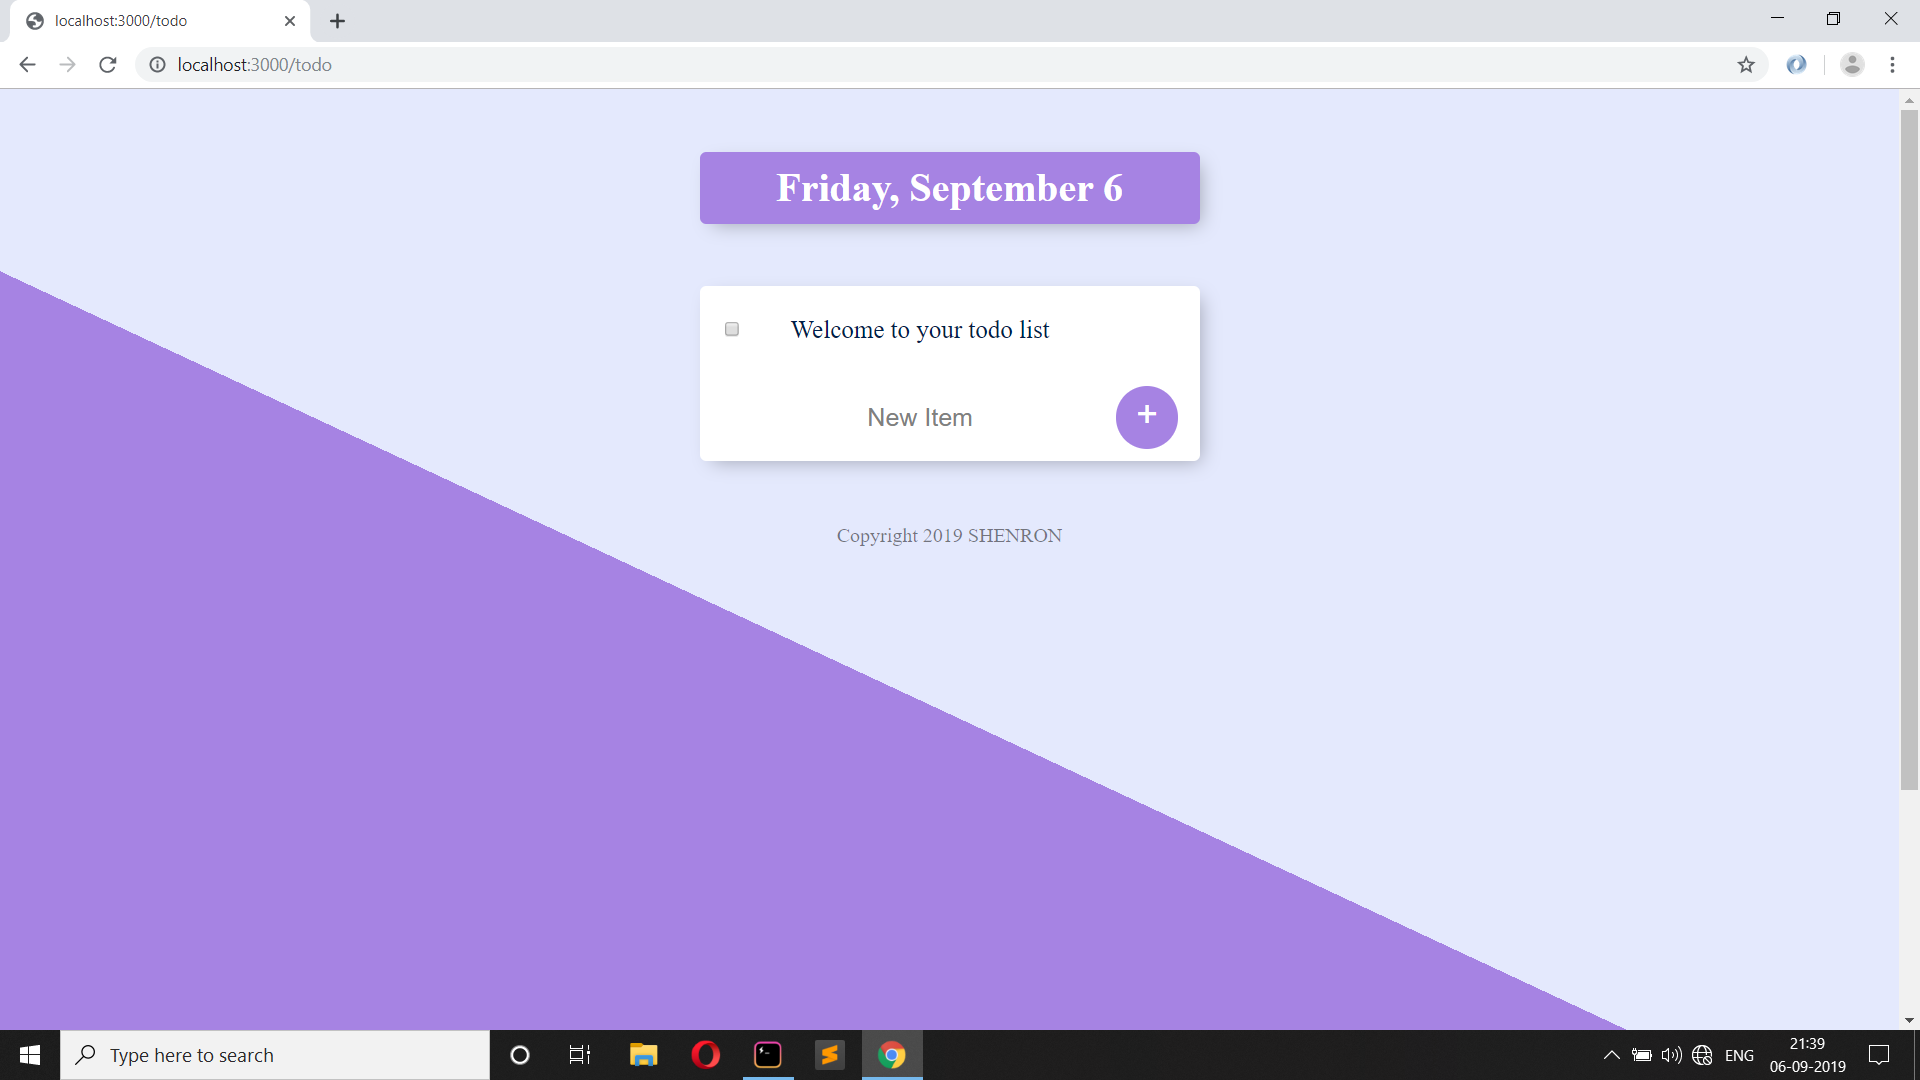 localhost:3000/todo
localhost:3000/todo
Friday, September 6
Welcome to your todo list
New Item
+
Copyright 2019 SHENRON
Type here to search
ENG
21:39
06-09-2019